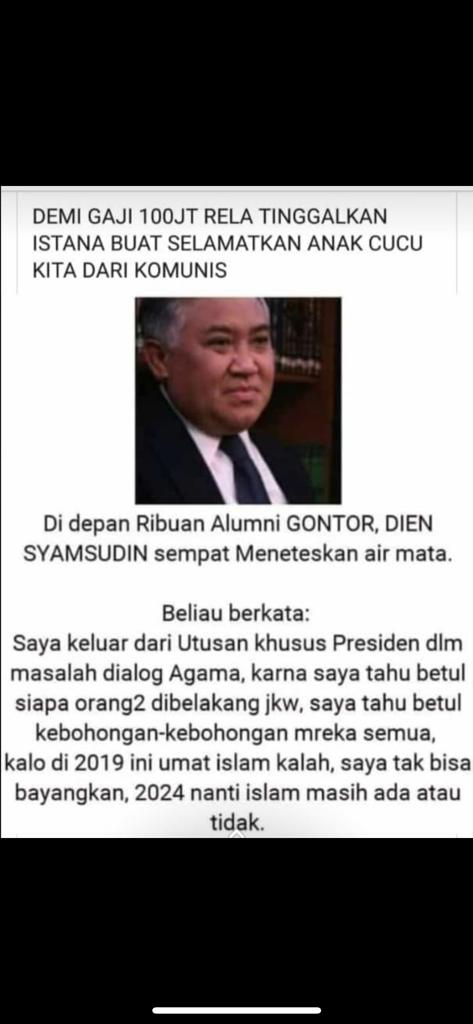 DEMI GAJI 100JT RELA TINGGALKAN
ISTANA BUAT SELAMATKAN ANAK CUCU
KITA DARI KOMUNIS
Di depan Ribuan Alumni GONTOR, DIEN
SYAMSUDIN sempat Meneteskan air mata.
Beliau berkata:
Saya keluar dari Utusan khusus Presiden dlm
masalah dialog Agama, karna saya tahu betul
siapa orang2 dibelakang jkw, saya tahu betul
kebohongan-kebohongan mreka semua,
kalo di 2019 ini umat islam kalah, saya tak bisa
bayangkan, 2024 nanti islam masih ada atau
tidak.